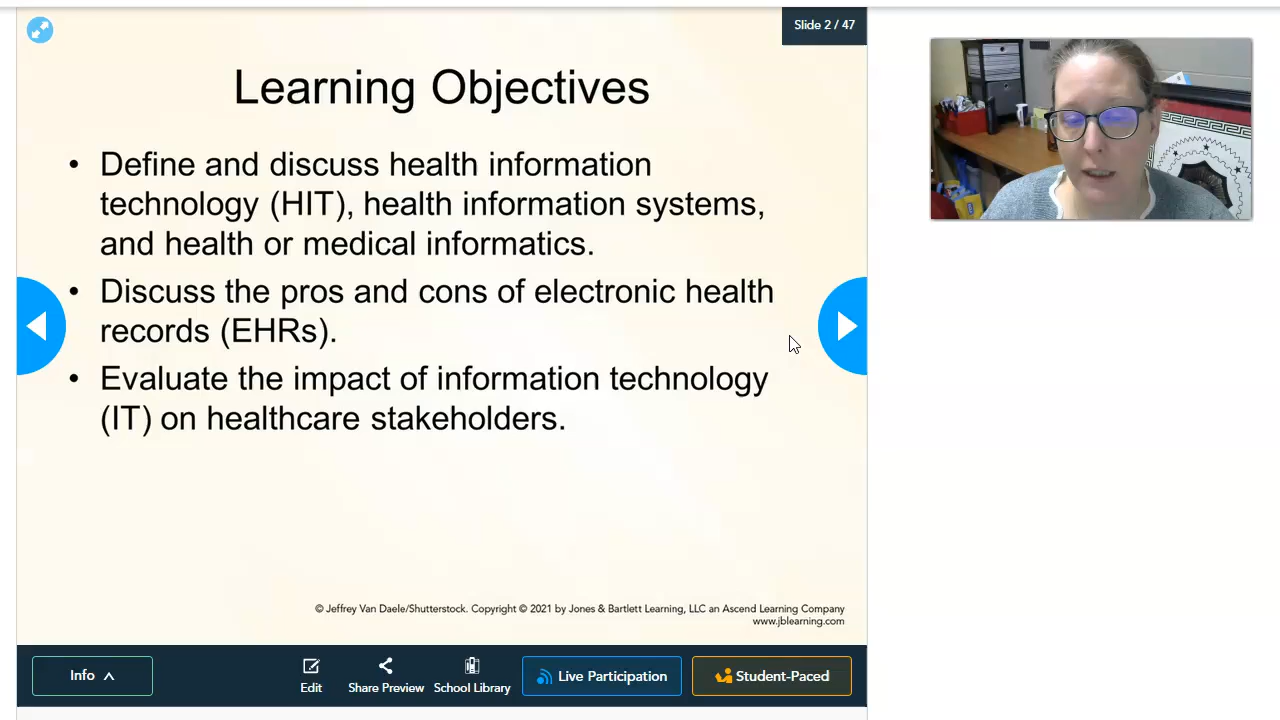 Slide 2 / 47
Learning Objectives
• Define and discuss health information
technology (HIT), health information systems,
and health or medical informatics.
• Discuss the pros and cons of electronic health
records (EHRs).
• Evaluate the impact of information technology
(IT) on healthcare stakeholders.
© Jeffrey Van Daele/Shutterstock. Copyright © 2021 by Jones & Bartlett Learning, LLC an Ascend Learning Company
www.jblearning.com
Info
Edit
Share Preview
School Library
Live Participation
Student-Paced